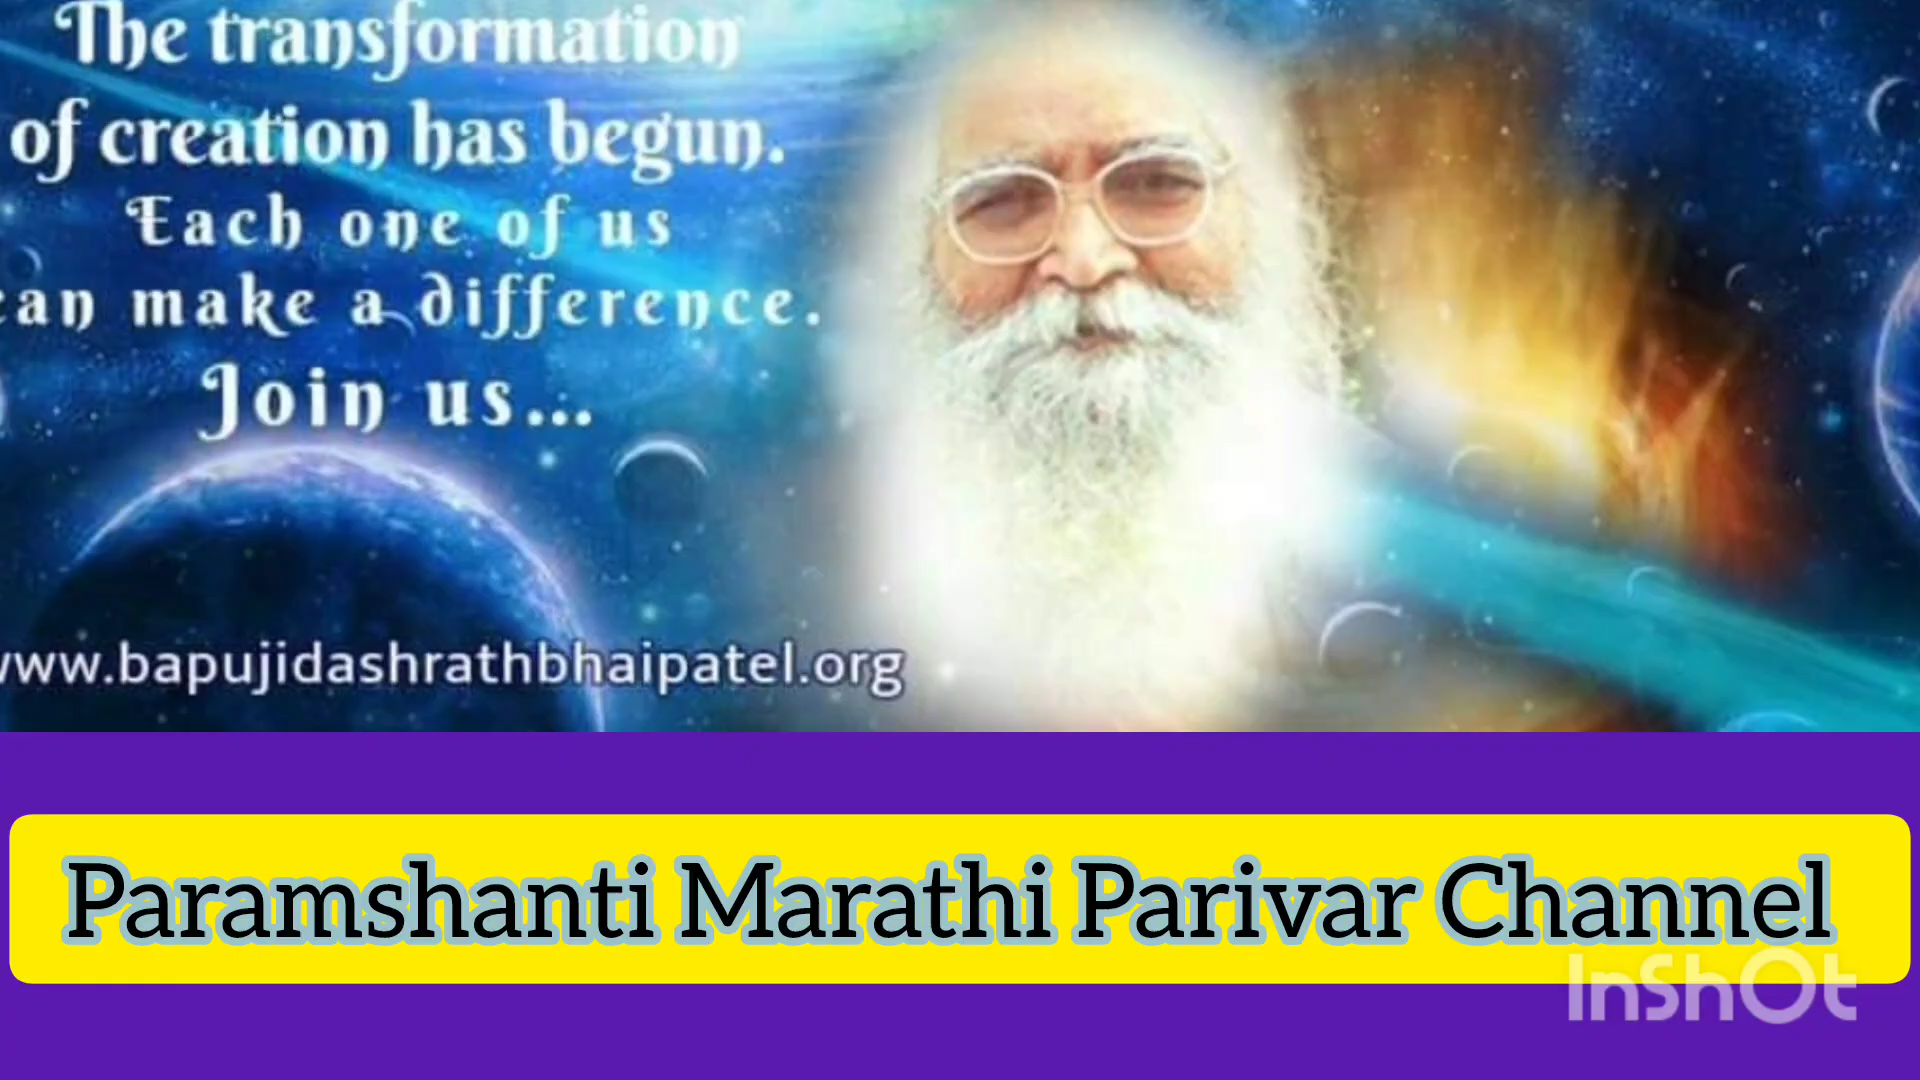 The transformation
of creation has begun.
Each one of us
can make a difference.
Join us...
www.bapujidashrathbhaipatel.org
Paramshanti Marathi Parivar Channel
InShOt